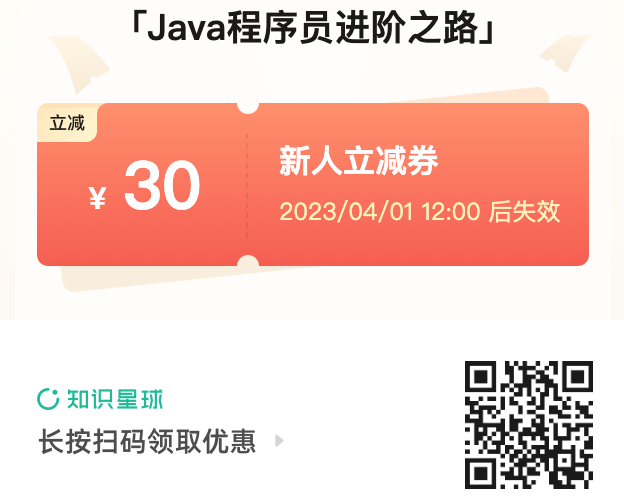 「Java程序员进阶之路」
立减
¥ 30
新人立减券
2023/04/01 12:00 后失效
知识星球
长按扫码领取优惠